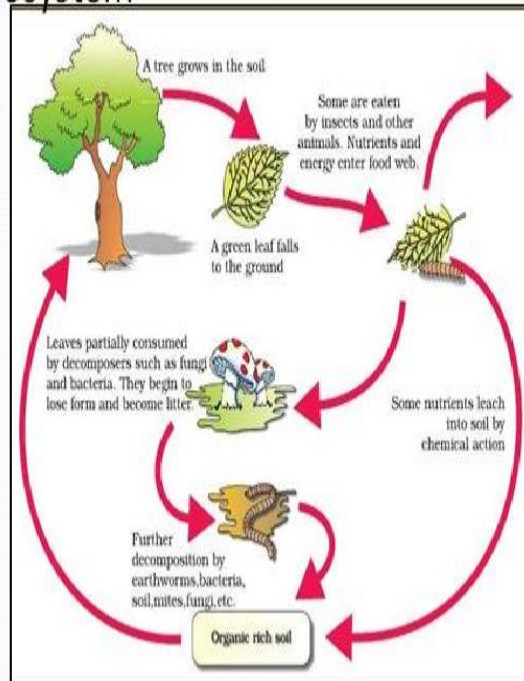 A tree grows in the soil
Some are eaten
by insects and other
animals. Nutrients and
energy enter food web.
A green leaf falls
to the ground
Leaves partially consumed
by decomposers such as fungi
and bacteria. They begin to
lose form and become litter.
Some nutrients leach
into soil by
chemical action
Further
decomposition by
earthworms,bacteria,
soil,mites,fungi,etc.
Organic rich soil